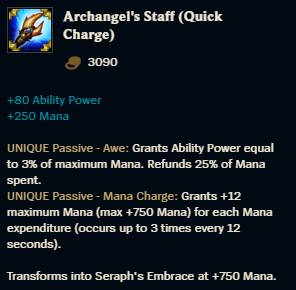 Archangel's Staff (Quick
Charge)
3090
+80 Ability Power
+250 Mana
UNIQUE Passive - Awe: Grants Ability Power equal
to 3% of maximum Mana. Refunds 25% of Mana
spent.
UNIQUE Passive - Mana Charge: Grants +12
maximum Mana (max +750 Mana) for each Mana
expenditure (occurs up to 3 times every 12
seconds).
Transforms into Seraph's Embrace at +750 Mana.